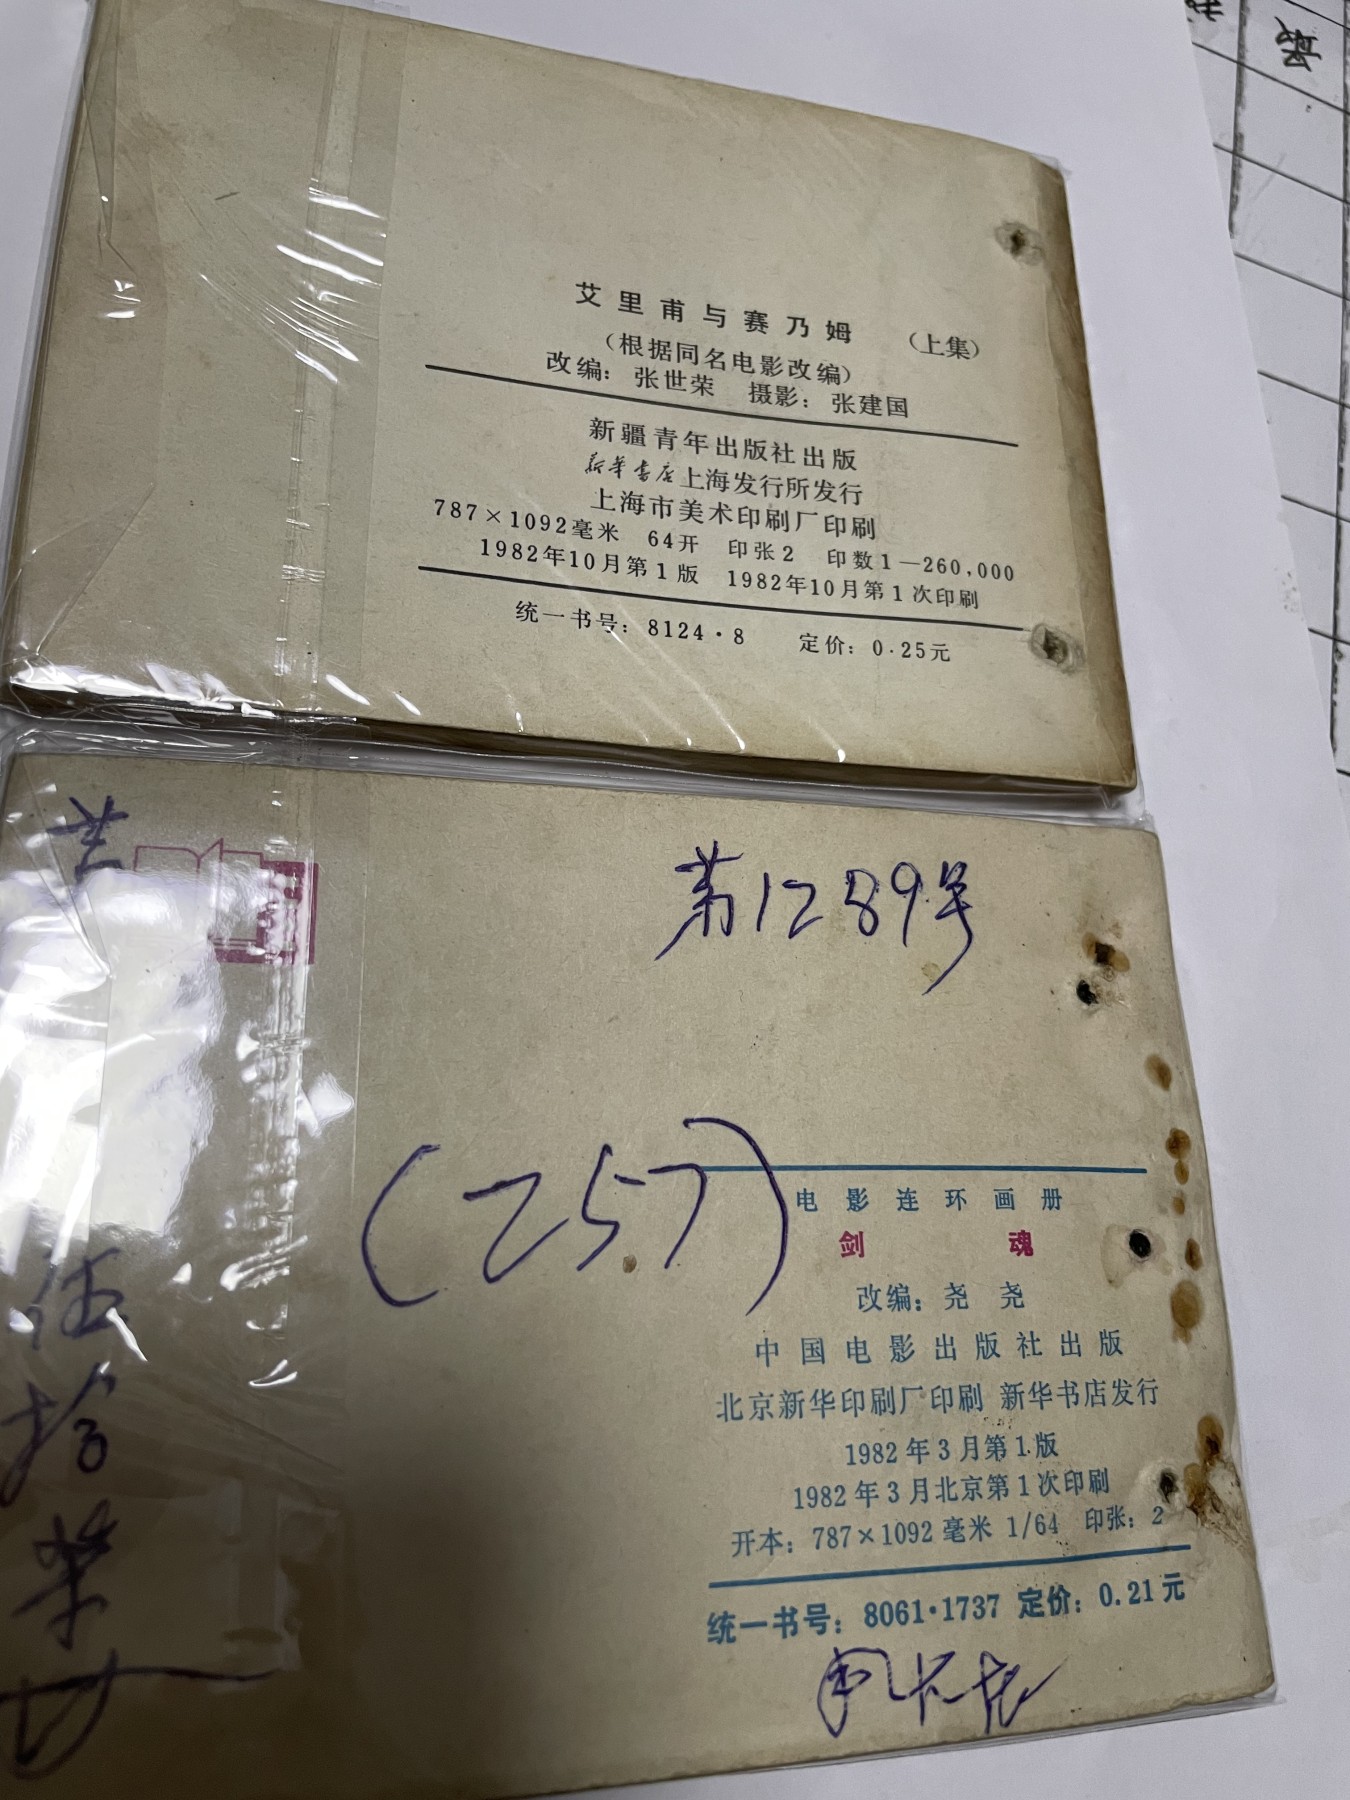 艾里甫与赛乃姆 (上集)
(根据同名电影改编)
改编：张世荣 摄影：张建国
新疆青年出版社出版
新华书店上海发行所发行
上海市美术印刷厂印刷
787×1092毫米 64开 印张2 印数1—260,000
1982年10月第1版 1982年10月第1次印刷
统一书号：8124·8 定价：0.25元
第1289号
(257)
电影连环画册
剑魂
改编：尧 尧
中国电影出版社出版
北京新华印刷厂印刷 新华书店发行
1982年3月第1版
1982年3月北京第1次印刷
开本：787×1092毫米 1/64 印张：2
统一书号：8061·1737 定价：0.21元